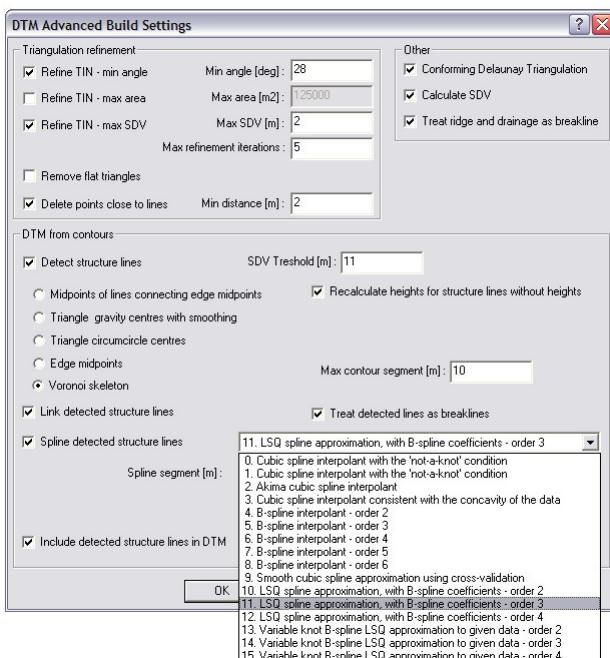 DTM Advanced Build Settings
Triangulation refinement
Refine TIN - min angle Min angle [deg] : 28
Refine TIN - max area Max area [m2] : 125000
Refine TIN - max SDV Max SDV [m] : 2
Max refinement iterations : 5
Remove flat triangles
Delete points close to lines Min distance [m] : 2
Other
Conforming Delaunay Triangulation
Calculate SDV
Treat ridge and drainage as breakline
DTM from contours
Detect structure lines SDV Treshold [m] : 11
Midpoints of lines connecting edge midpoints Recalculate heights for structure lines without heights
Triangle gravity centres with smoothing
Triangle circumcircle centres
Edge midpoints
Max contour segment [m] : 10
Voronoi skeleton
Link detected structure lines Treat detected lines as breaklines
Spline detected structure lines 11. LSQ spline approximation, with B-spline coefficients - order 3
Spline segment [m] :
0. Cubic spline interpolant with the 'not-a-knot' condition
1. Cubic spline interpolant with the 'not-a-knot' condition
2. Akima cubic spline interpolant
3. Cubic spline interpolant consistent with the concavity of the data
4. B-spline interpolant - order 2
5. B-spline interpolant - order 3
6. B-spline interpolant - order 4
7. B-spline interpolant - order 5
8. B-spline interpolant - order 6
9. Smooth cubic spline approximation using cross-validation
10. LSQ spline approximation, with B-spline coefficients - order 2
11. LSQ spline approximation, with B-spline coefficients - order 3
12. LSQ spline approximation, with B-spline coefficients - order 4
13. Variable knot B-spline LSQ approximation to given data - order 2
14. Variable knot B-spline LSQ approximation to given data - order 3
15. Variable knot B-spline LSQ approximation to given data - order 4
Include detected structure lines in DTM
OK